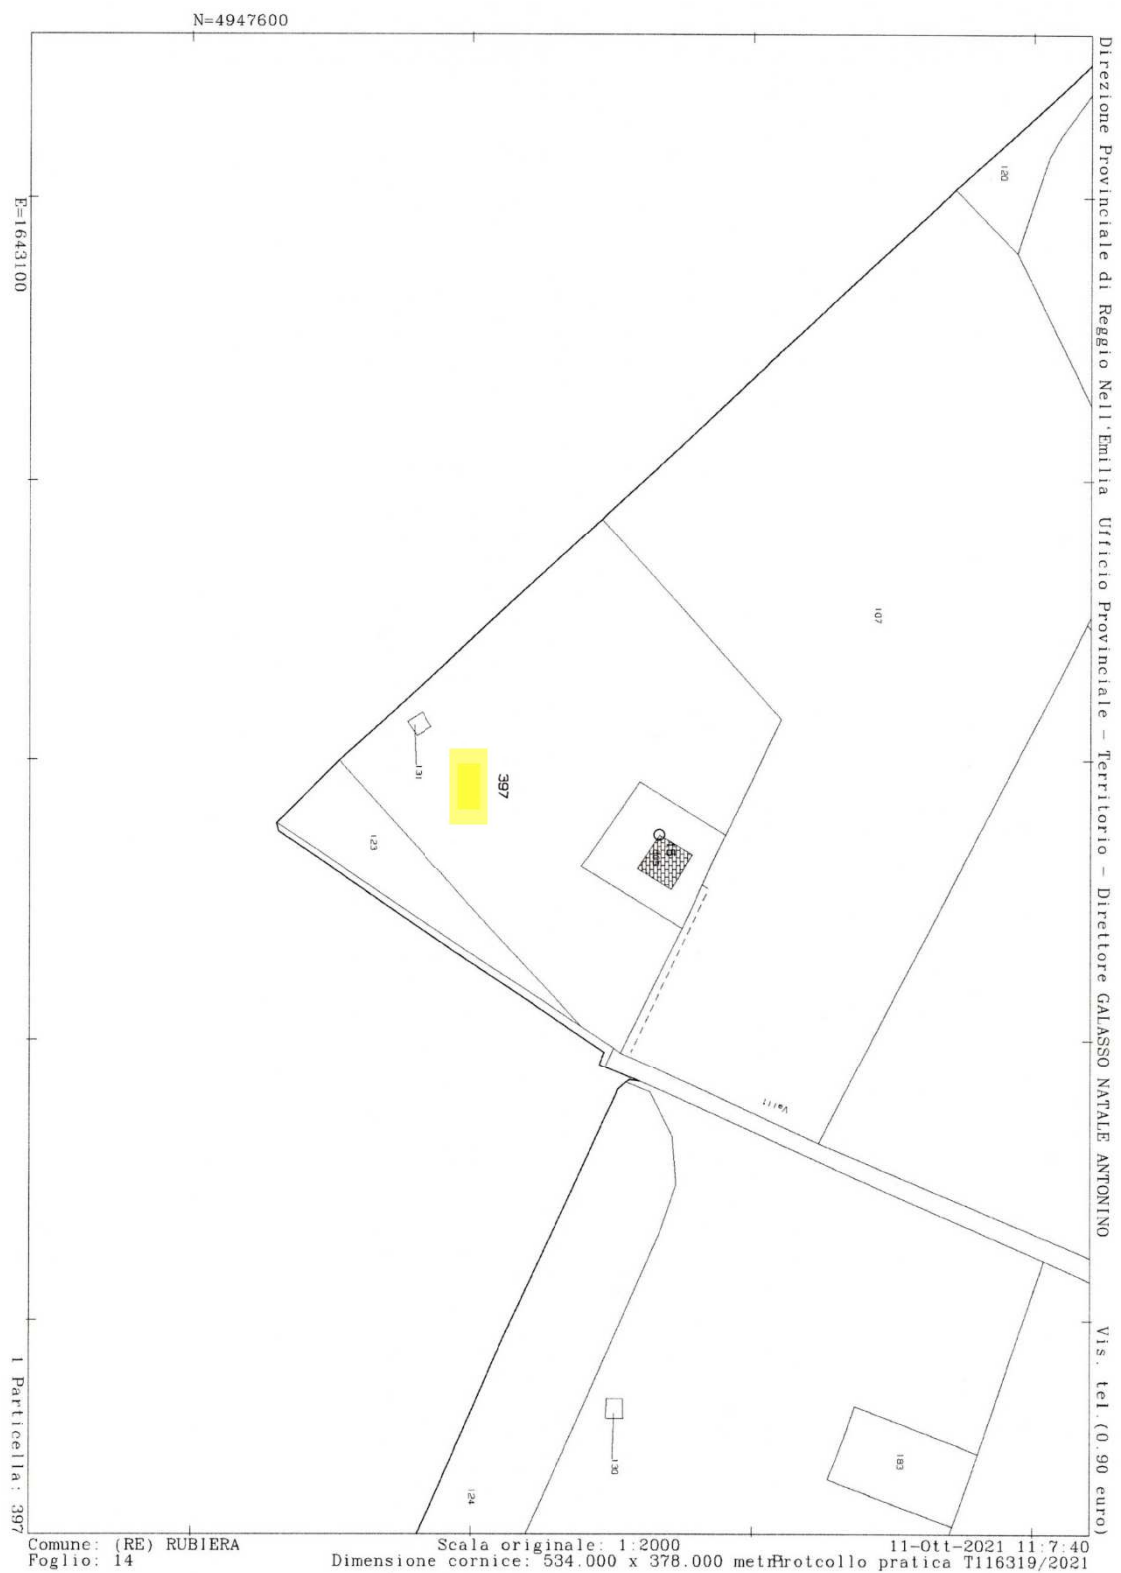 N=4947600
E=1643100
Direzione Provinciale di Reggio Nell'Emilia Ufficio Provinciale - Territorio - Direttore GALASSO NATALE ANTONINO
Vis. tel.(0.90 euro)
120
107
131
397
123
Verit
130
183
124
1 Particella: 397
Comune: (RE) RUBIERA
Foglio: 14
Scala originale: 1:2000
Dimensione cornice: 534.000 x 378.000 metri
11-Ott-2021 11:7:40
Protcollo pratica T116319/2021